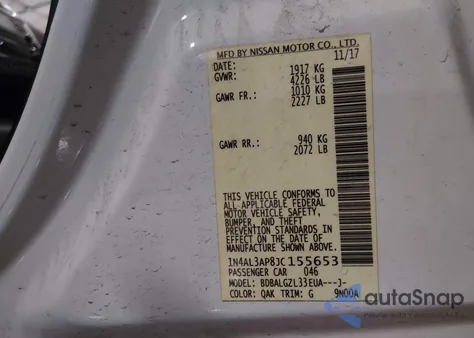 MFD BY NISSAN MOTOR CO., LTD.
DATE: 11/17
GVWR: 1917 KG
4226 LB
GAWR FR.: 1010 KG
2227 LB
GAWR RR.: 940 KG
2072 LB
THIS VEHICLE CONFORMS TO
ALL APPLICABLE FEDERAL
MOTOR VEHICLE SAFETY,
BUMPER, AND THEFT
PREVENTION STANDARDS IN
EFFECT ON THE DATE OF
MANUFACTURE SHOWN ABOVE.
1N4AL3AP8JC155653
PASSENGER CAR 046
MODEL: BDBALGZL33EUA---J-
COLOR: QAK TRIM: G 9N00A
autoSnap